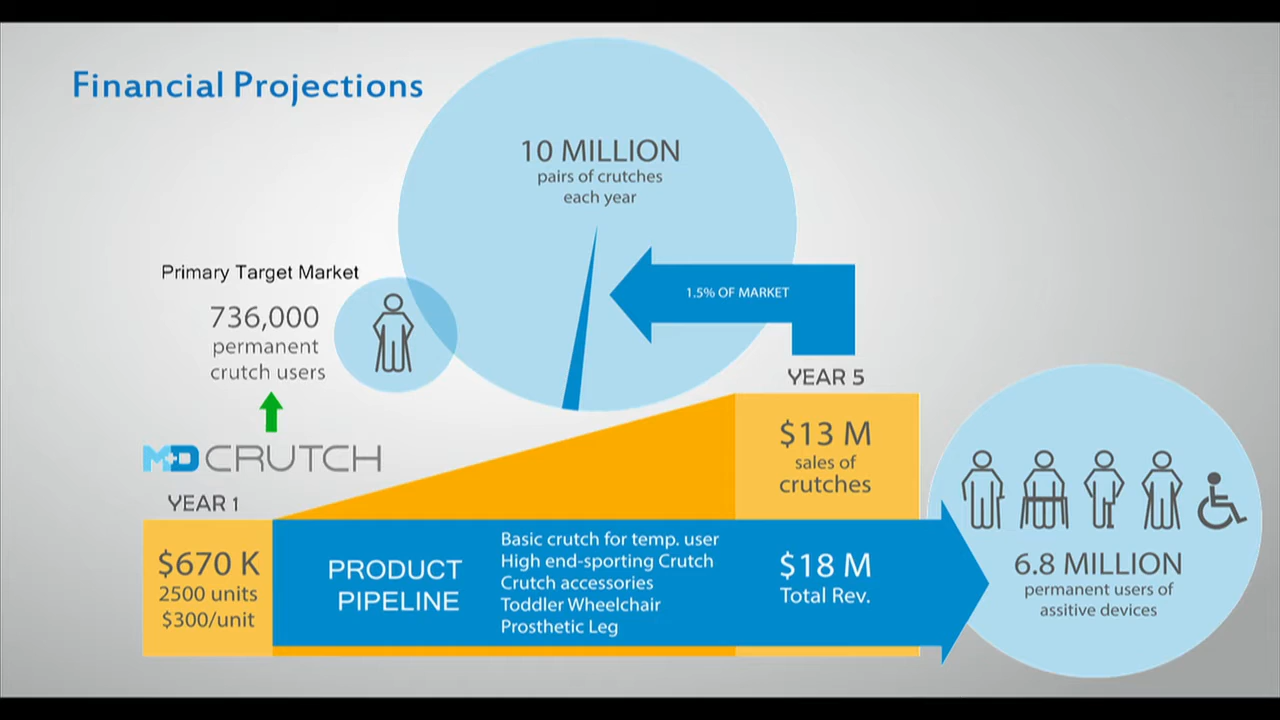 Financial Projections
10 MILLION
pairs of crutches
each year
Primary Target Market
736,000
permanent
crutch users
1.5% OF MARKET
YEAR 5
MD CRUTCH
YEAR 1
$670 K
2500 units
$300/unit
PRODUCT
PIPELINE
Basic crutch for temp. user
High end-sporting Crutch
Crutch accessories
Toddler Wheelchair
Prosthetic Leg
$13 M
sales of
crutches
$18 M
Total Rev.
6.8 MILLION
permanent users of
assitive devices